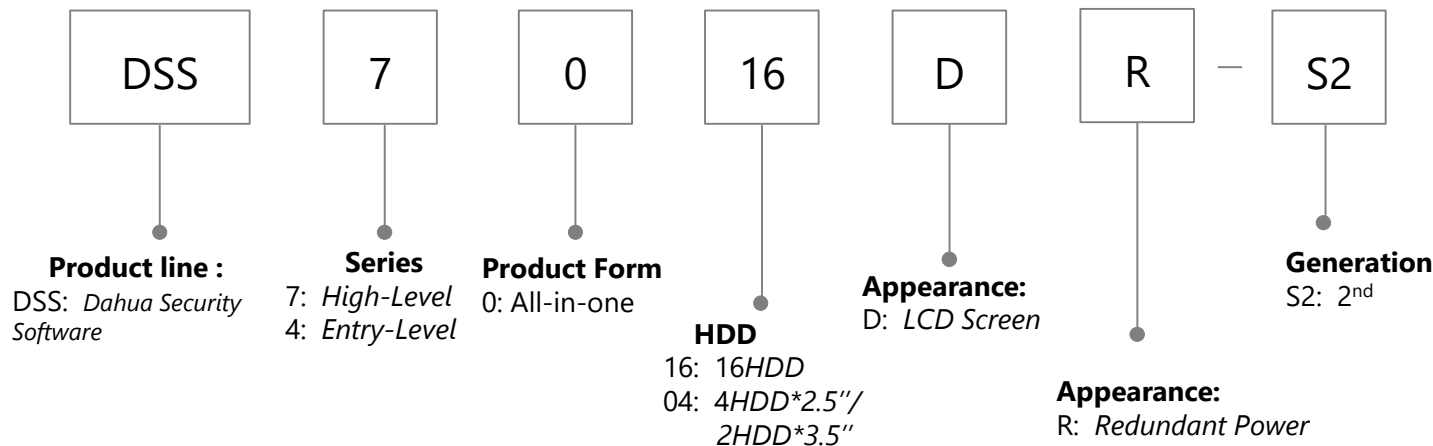 DSS 7 0 16 D R – S2
Product line :
DSS: Dahua Security
Software
Series
7: High-Level
4: Entry-Level
Product Form
0: All-in-one
HDD
16: 16HDD
04: 4HDD*2.5″/
2HDD*3.5″
Appearance:
D: LCD Screen
Appearance:
R: Redundant Power
Generation
S2: 2nd